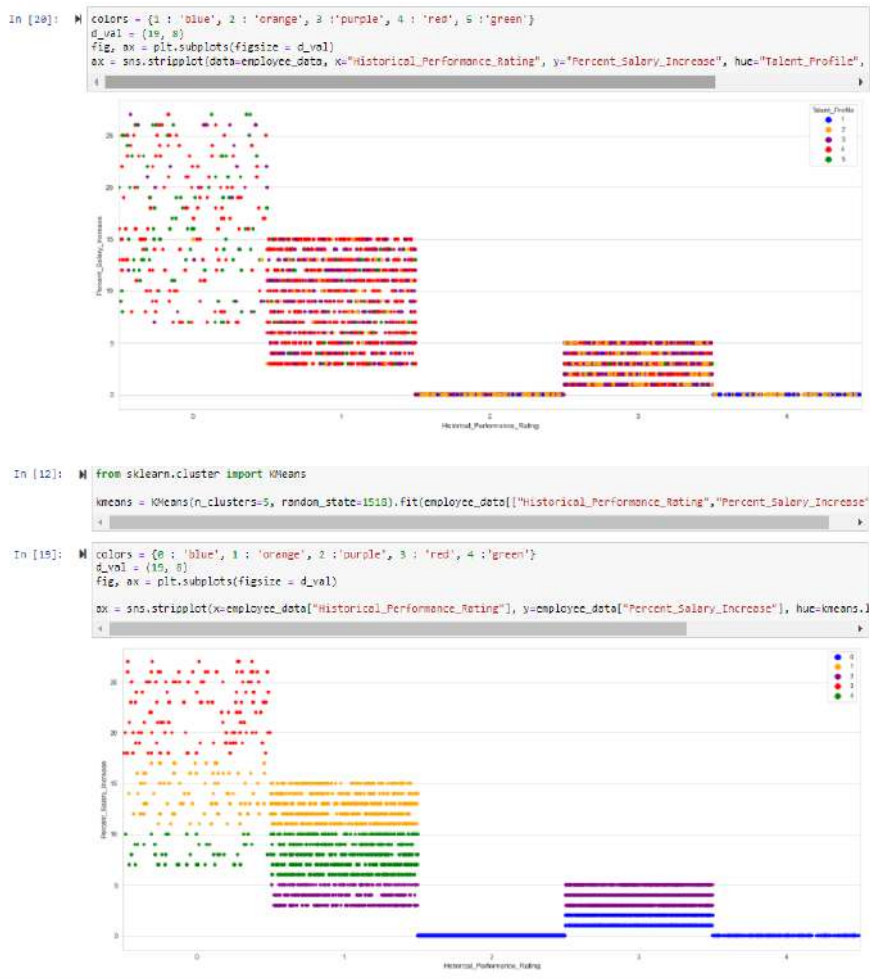 In [20]:
colors = {1 : 'blue', 2 : 'orange', 3 :'purple', 4 : 'red', 5 :'green'}
d_val = (19, 8)
fig, ax = plt.subplots(figsize = d_val)
ax = sns.stripplot(data=employee_data, x="Historical_Performance_Rating", y="Percent_Salary_Increase", hue="Talent_Profile",
Talent_Profile
1
2
3
4
5
25
20
15
10
5
0
Percent_Salary_Increase
0 1 2 3 4
Historical_Performance_Rating
In [12]:
from sklearn.cluster import KMeans
kmeans = KMeans(n_clusters=5, random_state=1518).fit(employee_data[["Historical_Performance_Rating","Percent_Salary_Increase"
In [19]:
colors = {0 : 'blue', 1 : 'orange', 2 :'purple', 3 : 'red', 4 :'green'}
d_val = (19, 8)
fig, ax = plt.subplots(figsize = d_val)
ax = sns.stripplot(x=employee_data["Historical_Performance_Rating"], y=employee_data["Percent_Salary_Increase"], hue=kmeans.l
0
1
2
3
4
25
20
15
10
5
0
Percent_Salary_Increase
0 1 2 3 4
Historical_Performance_Rating